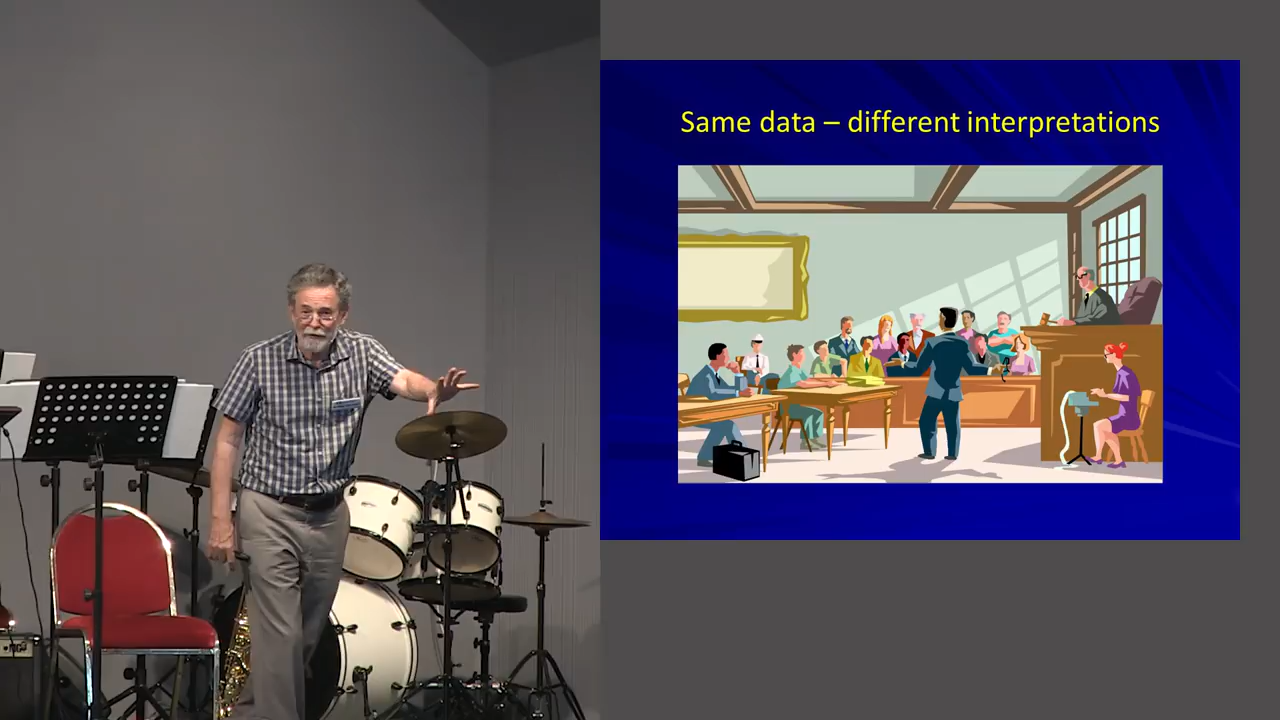 Same data – different interpretations